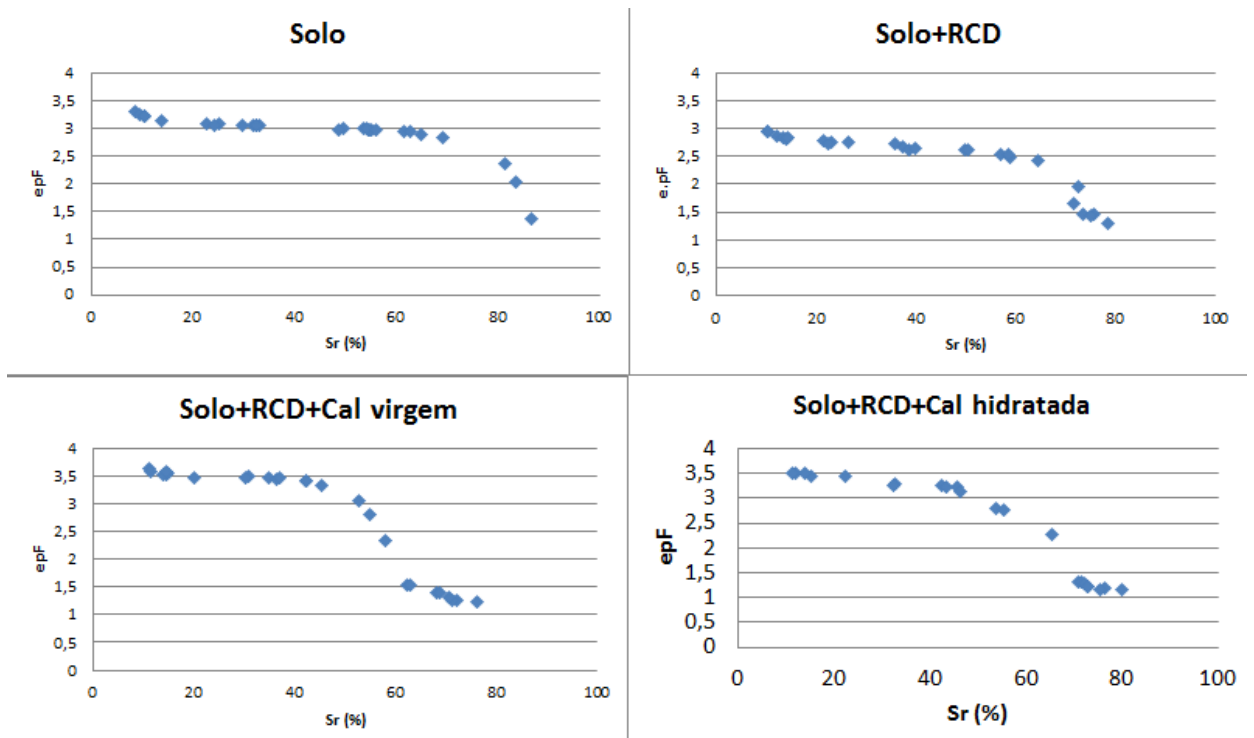 Solo
epF
4
3,5
3
2,5
2
1,5
1
0,5
0
0 20 40 60 80 100
Sr (%)
Solo+RCD
e.pF
4
3,5
3
2,5
2
1,5
1
0,5
0
0 20 40 60 80 100
Sr (%)
Solo+RCD+Cal virgem
epF
4
3,5
3
2,5
2
1,5
1
0,5
0
0 20 40 60 80 100
Sr (%)
Solo+RCD+Cal hidratada
epF
4
3,5
3
2,5
2
1,5
1
0,5
0
0 20 40 60 80 100
Sr (%)